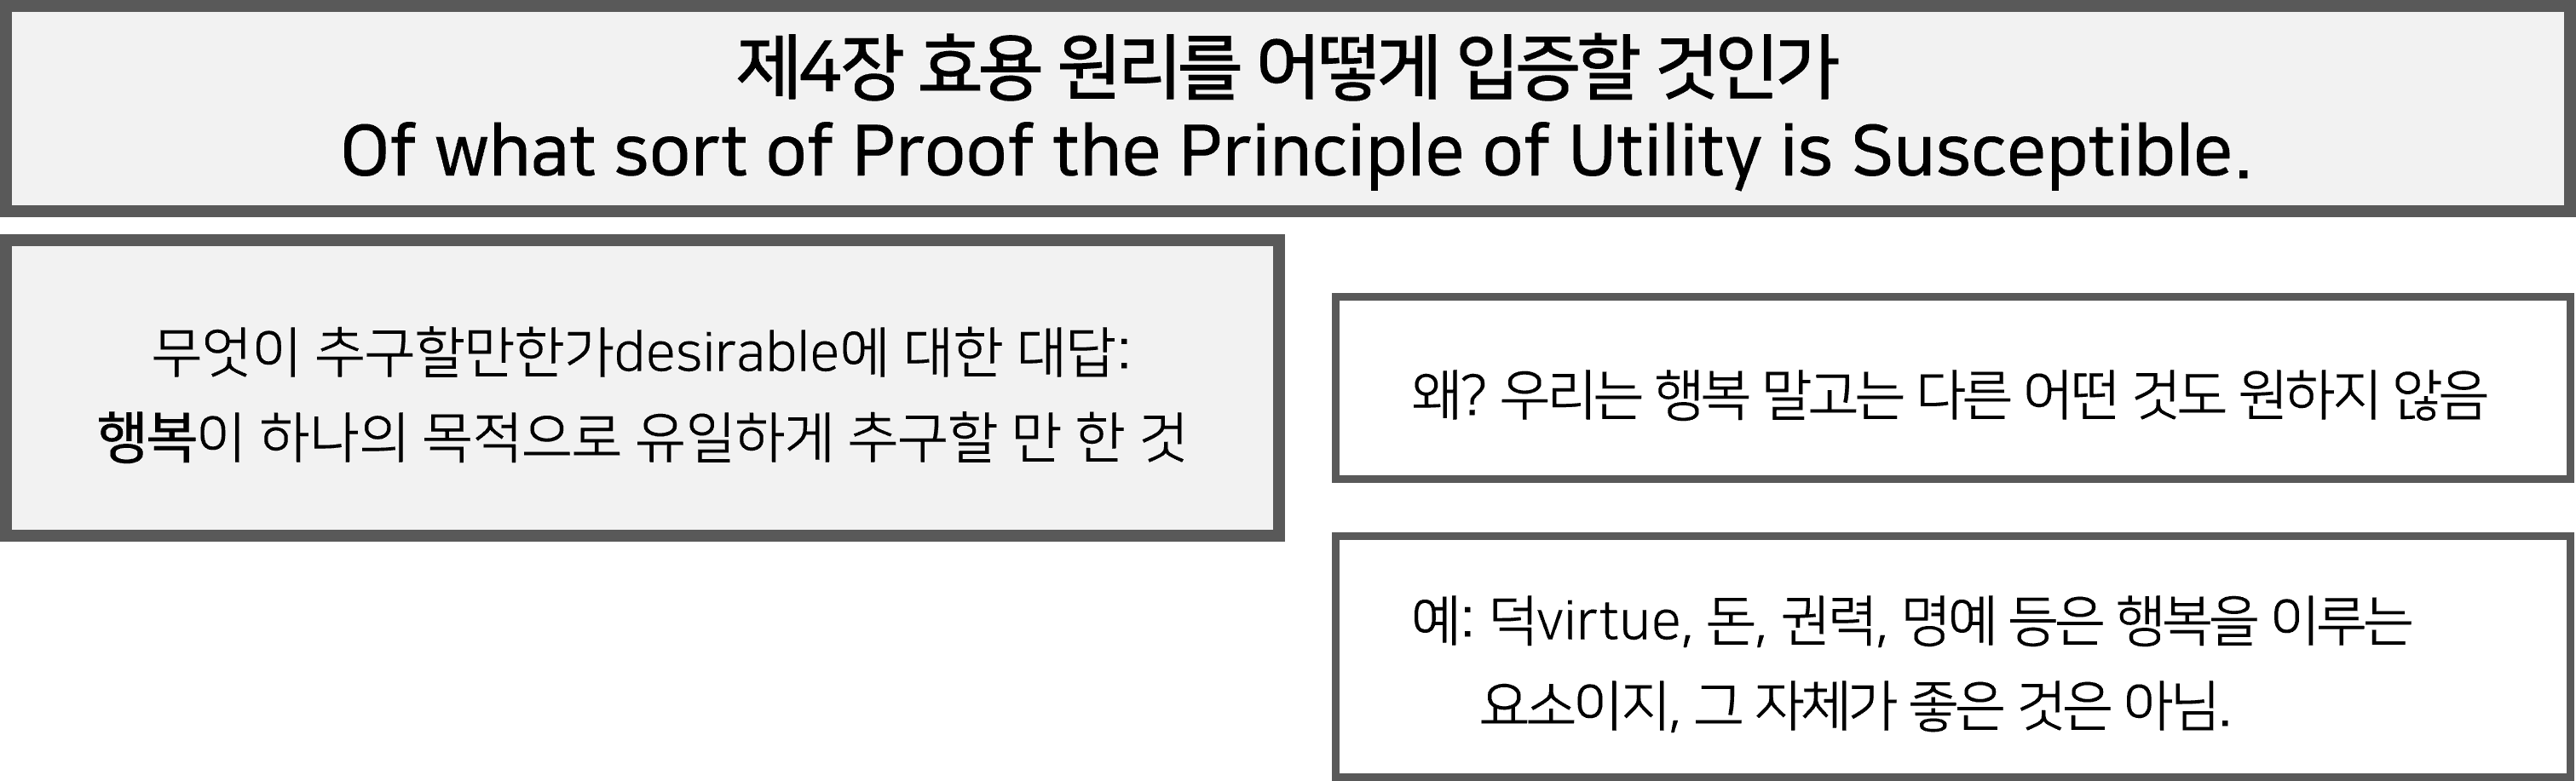 제4장 효용 원리를 어떻게 입증할 것인가
Of what sort of Proof the Principle of Utility is Susceptible.
무엇이 추구할만한가desirable에 대한 대답:
행복이 하나의 목적으로 유일하게 추구할 만 한 것
왜? 우리는 행복 말고는 다른 어떤 것도 원하지 않음
예: 덕virtue, 돈, 권력, 명예 등은 행복을 이루는
요소이지, 그 자체가 좋은 것은 아님.